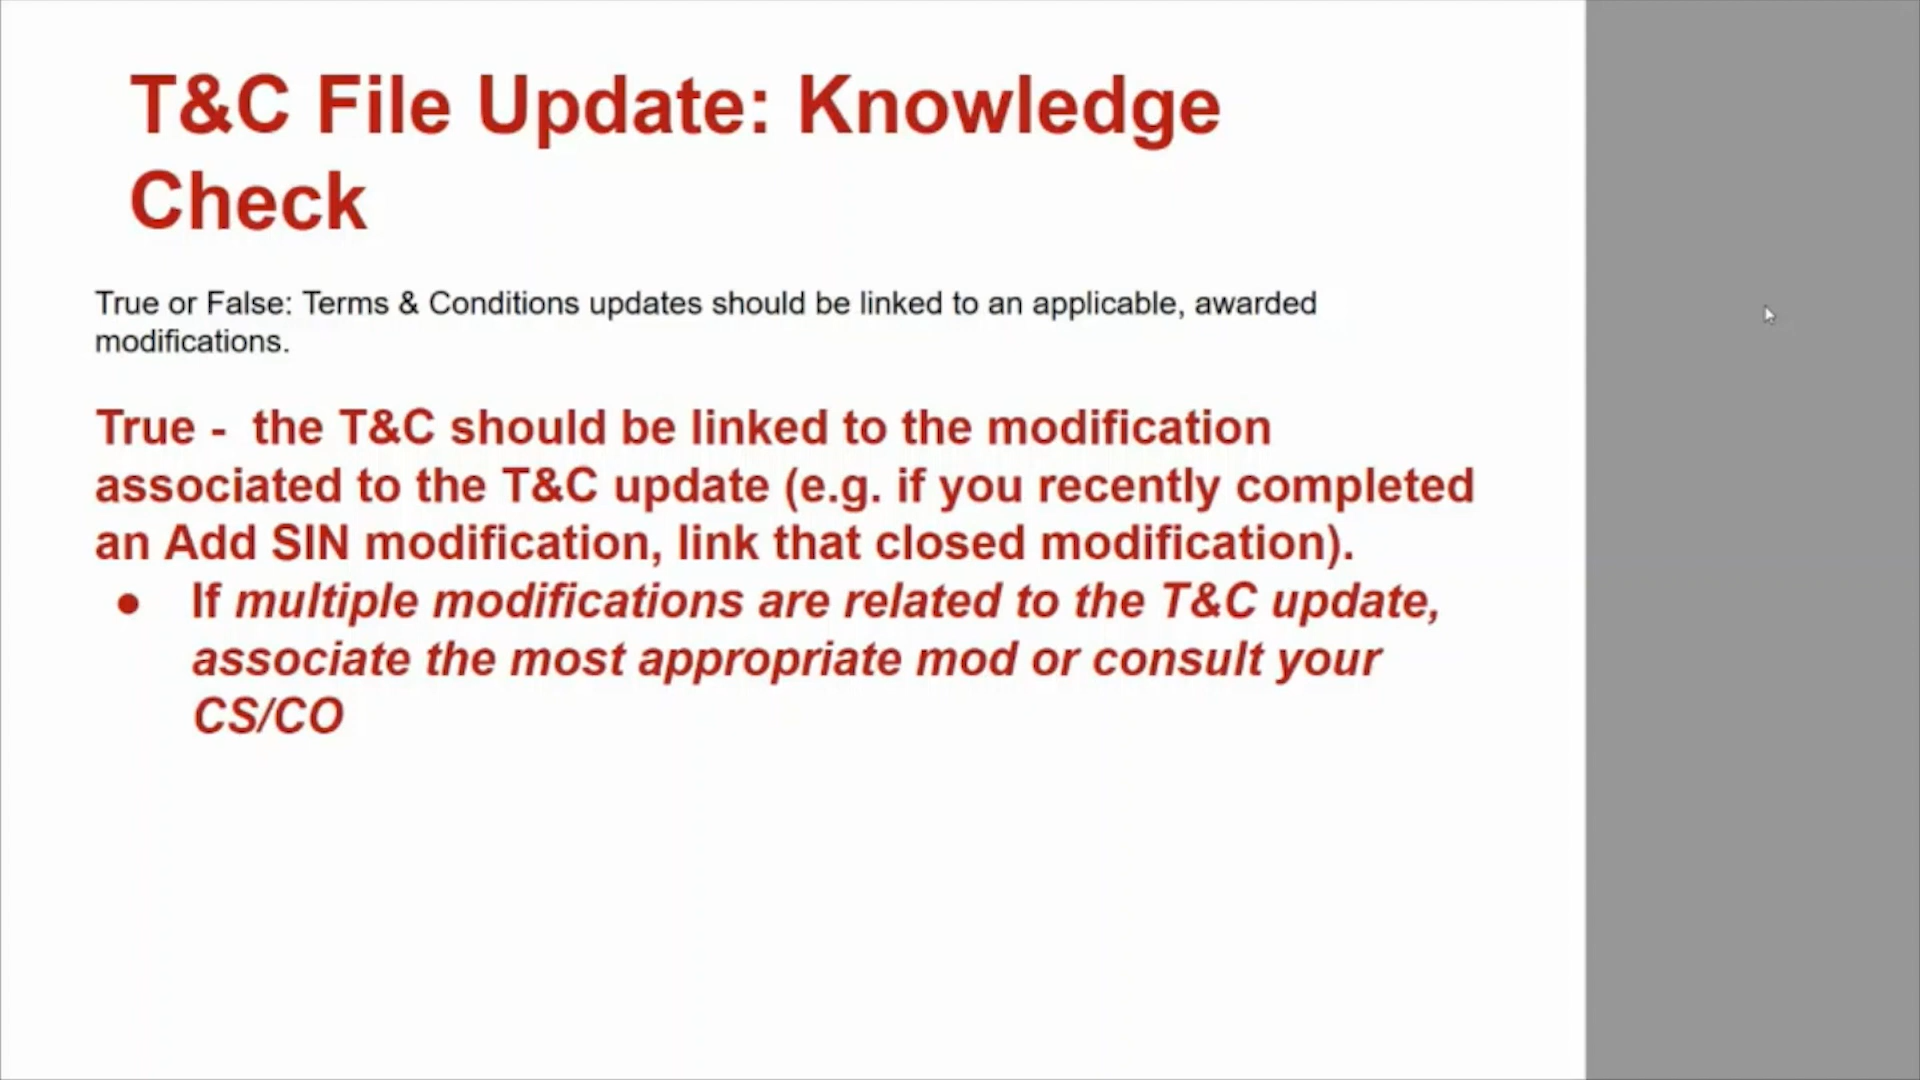 T&C File Update: Knowledge
Check
True or False: Terms & Conditions updates should be linked to an applicable, awarded
modifications.
True -  the T&C should be linked to the modification
associated to the T&C update (e.g. if you recently completed
an Add SIN modification, link that closed modification).
● If multiple modifications are related to the T&C update,
associate the most appropriate mod or consult your
CS/CO